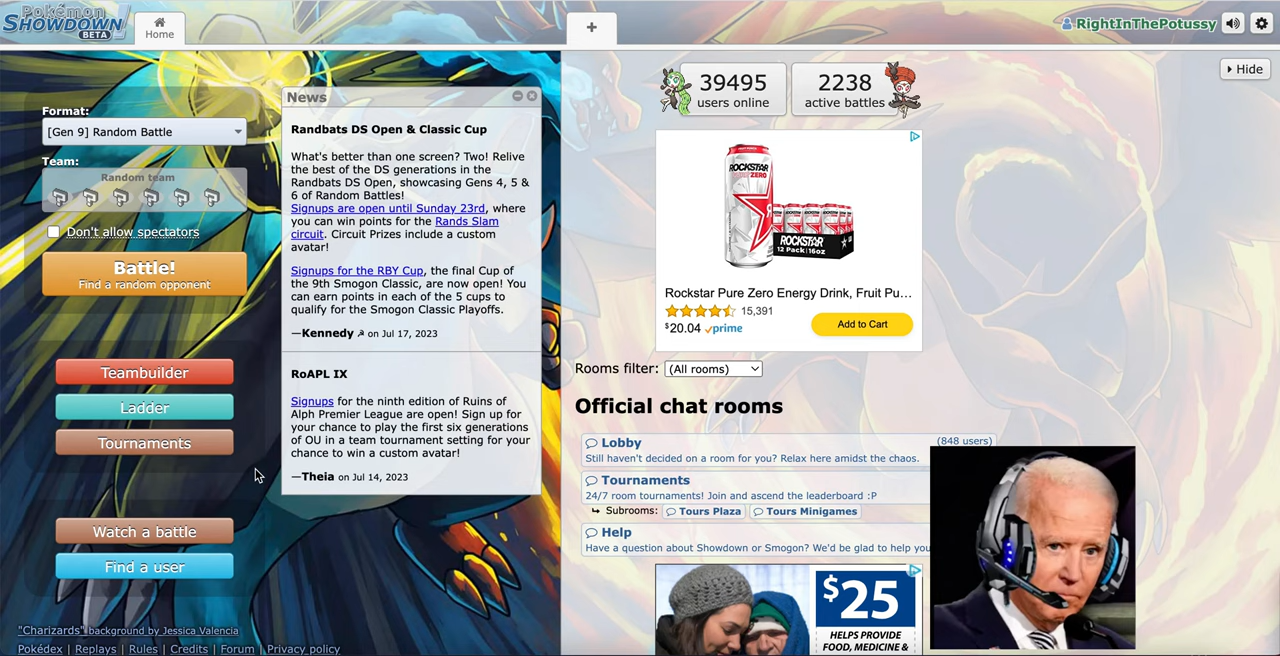 Pokémon
SHOWDOWN!
BETA
Home
+
RightInThePotussy
Hide
Format:
[Gen 9] Random Battle
Team:
Random team
Don't allow spectators
Battle!
Find a random opponent
Teambuilder
Ladder
Tournaments
Watch a battle
Find a user
"Charizards" background by Jessica Valencia
Pokédex | Replays | Rules | Credits | Forum | Privacy policy
News
Randbats DS Open & Classic Cup
What's better than one screen? Two! Relive
the best of the DS generations in the
Randbats DS Open, showcasing Gens 4, 5 &
6 of Random Battles!
Signups are open until Sunday 23rd, where
you can win points for the Rands Slam
circuit. Circuit Prizes include a custom
avatar!
Signups for the RBY Cup, the final Cup of
the 9th Smogon Classic, are now open! You
can earn points in each of the 5 cups to
qualify for the Smogon Classic Playoffs.
—Kennedy ☭ on Jul 17, 2023
RoAPL IX
Signups for the ninth edition of Ruins of
Alph Premier League are open! Sign up for
your chance to play the first six generations
of OU in a team tournament setting for your
chance to win a custom avatar!
—Theia on Jul 14, 2023
39495
users online
2238
active battles
ROCKSTAR
PURE ZERO
ROCKSTAR
12 Pack | 16oz
Rockstar Pure Zero Energy Drink, Fruit Pu…
15,391
$20.04 prime
Add to Cart
Rooms filter: (All rooms)
Official chat rooms
Lobby (848 users)
Still haven't decided on a room for you? Relax here amidst the chaos.
Tournaments
24/7 room tournaments! Join and ascend the leaderboard :P
↳ Subrooms: Tours Plaza Tours Minigames
Help
Have a question about Showdown or Smogon? We'd be glad to help you
$25
HELPS PROVIDE
FOOD, MEDICINE &